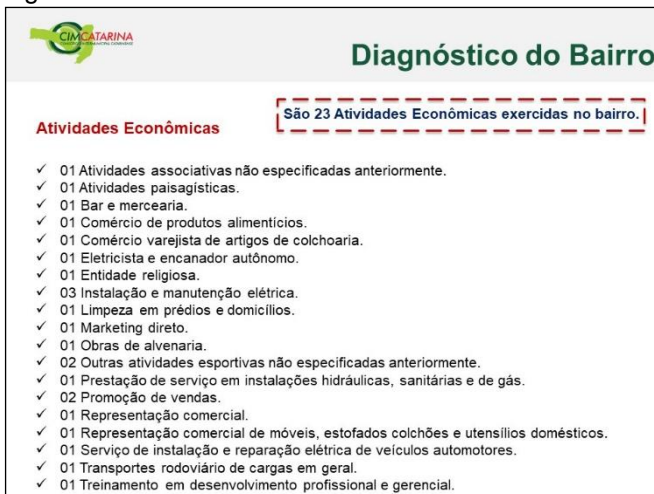 CIMCATARINA
Diagnóstico do Bairro
São 23 Atividades Econômicas exercidas no bairro.
Atividades Econômicas
✓ 01 Atividades associativas não especificadas anteriormente.
✓ 01 Atividades paisagísticas.
✓ 01 Bar e mercearia.
✓ 01 Comércio de produtos alimentícios.
✓ 01 Comércio varejista de artigos de colchoaria.
✓ 01 Eletricista e encanador autônomo.
✓ 01 Entidade religiosa.
✓ 03 Instalação e manutenção elétrica.
✓ 01 Limpeza em prédios e domicílios.
✓ 01 Marketing direto.
✓ 01 Obras de alvenaria.
✓ 02 Outras atividades esportivas não especificadas anteriormente.
✓ 01 Prestação de serviço em instalações hidráulicas, sanitárias e de gás.
✓ 02 Promoção de vendas.
✓ 01 Representação comercial.
✓ 01 Representação comercial de móveis, estofados colchões e utensílios domésticos.
✓ 01 Serviço de instalação e reparação elétrica de veículos automotores.
✓ 01 Transportes rodoviário de cargas em geral.
✓ 01 Treinamento em desenvolvimento profissional e gerencial.